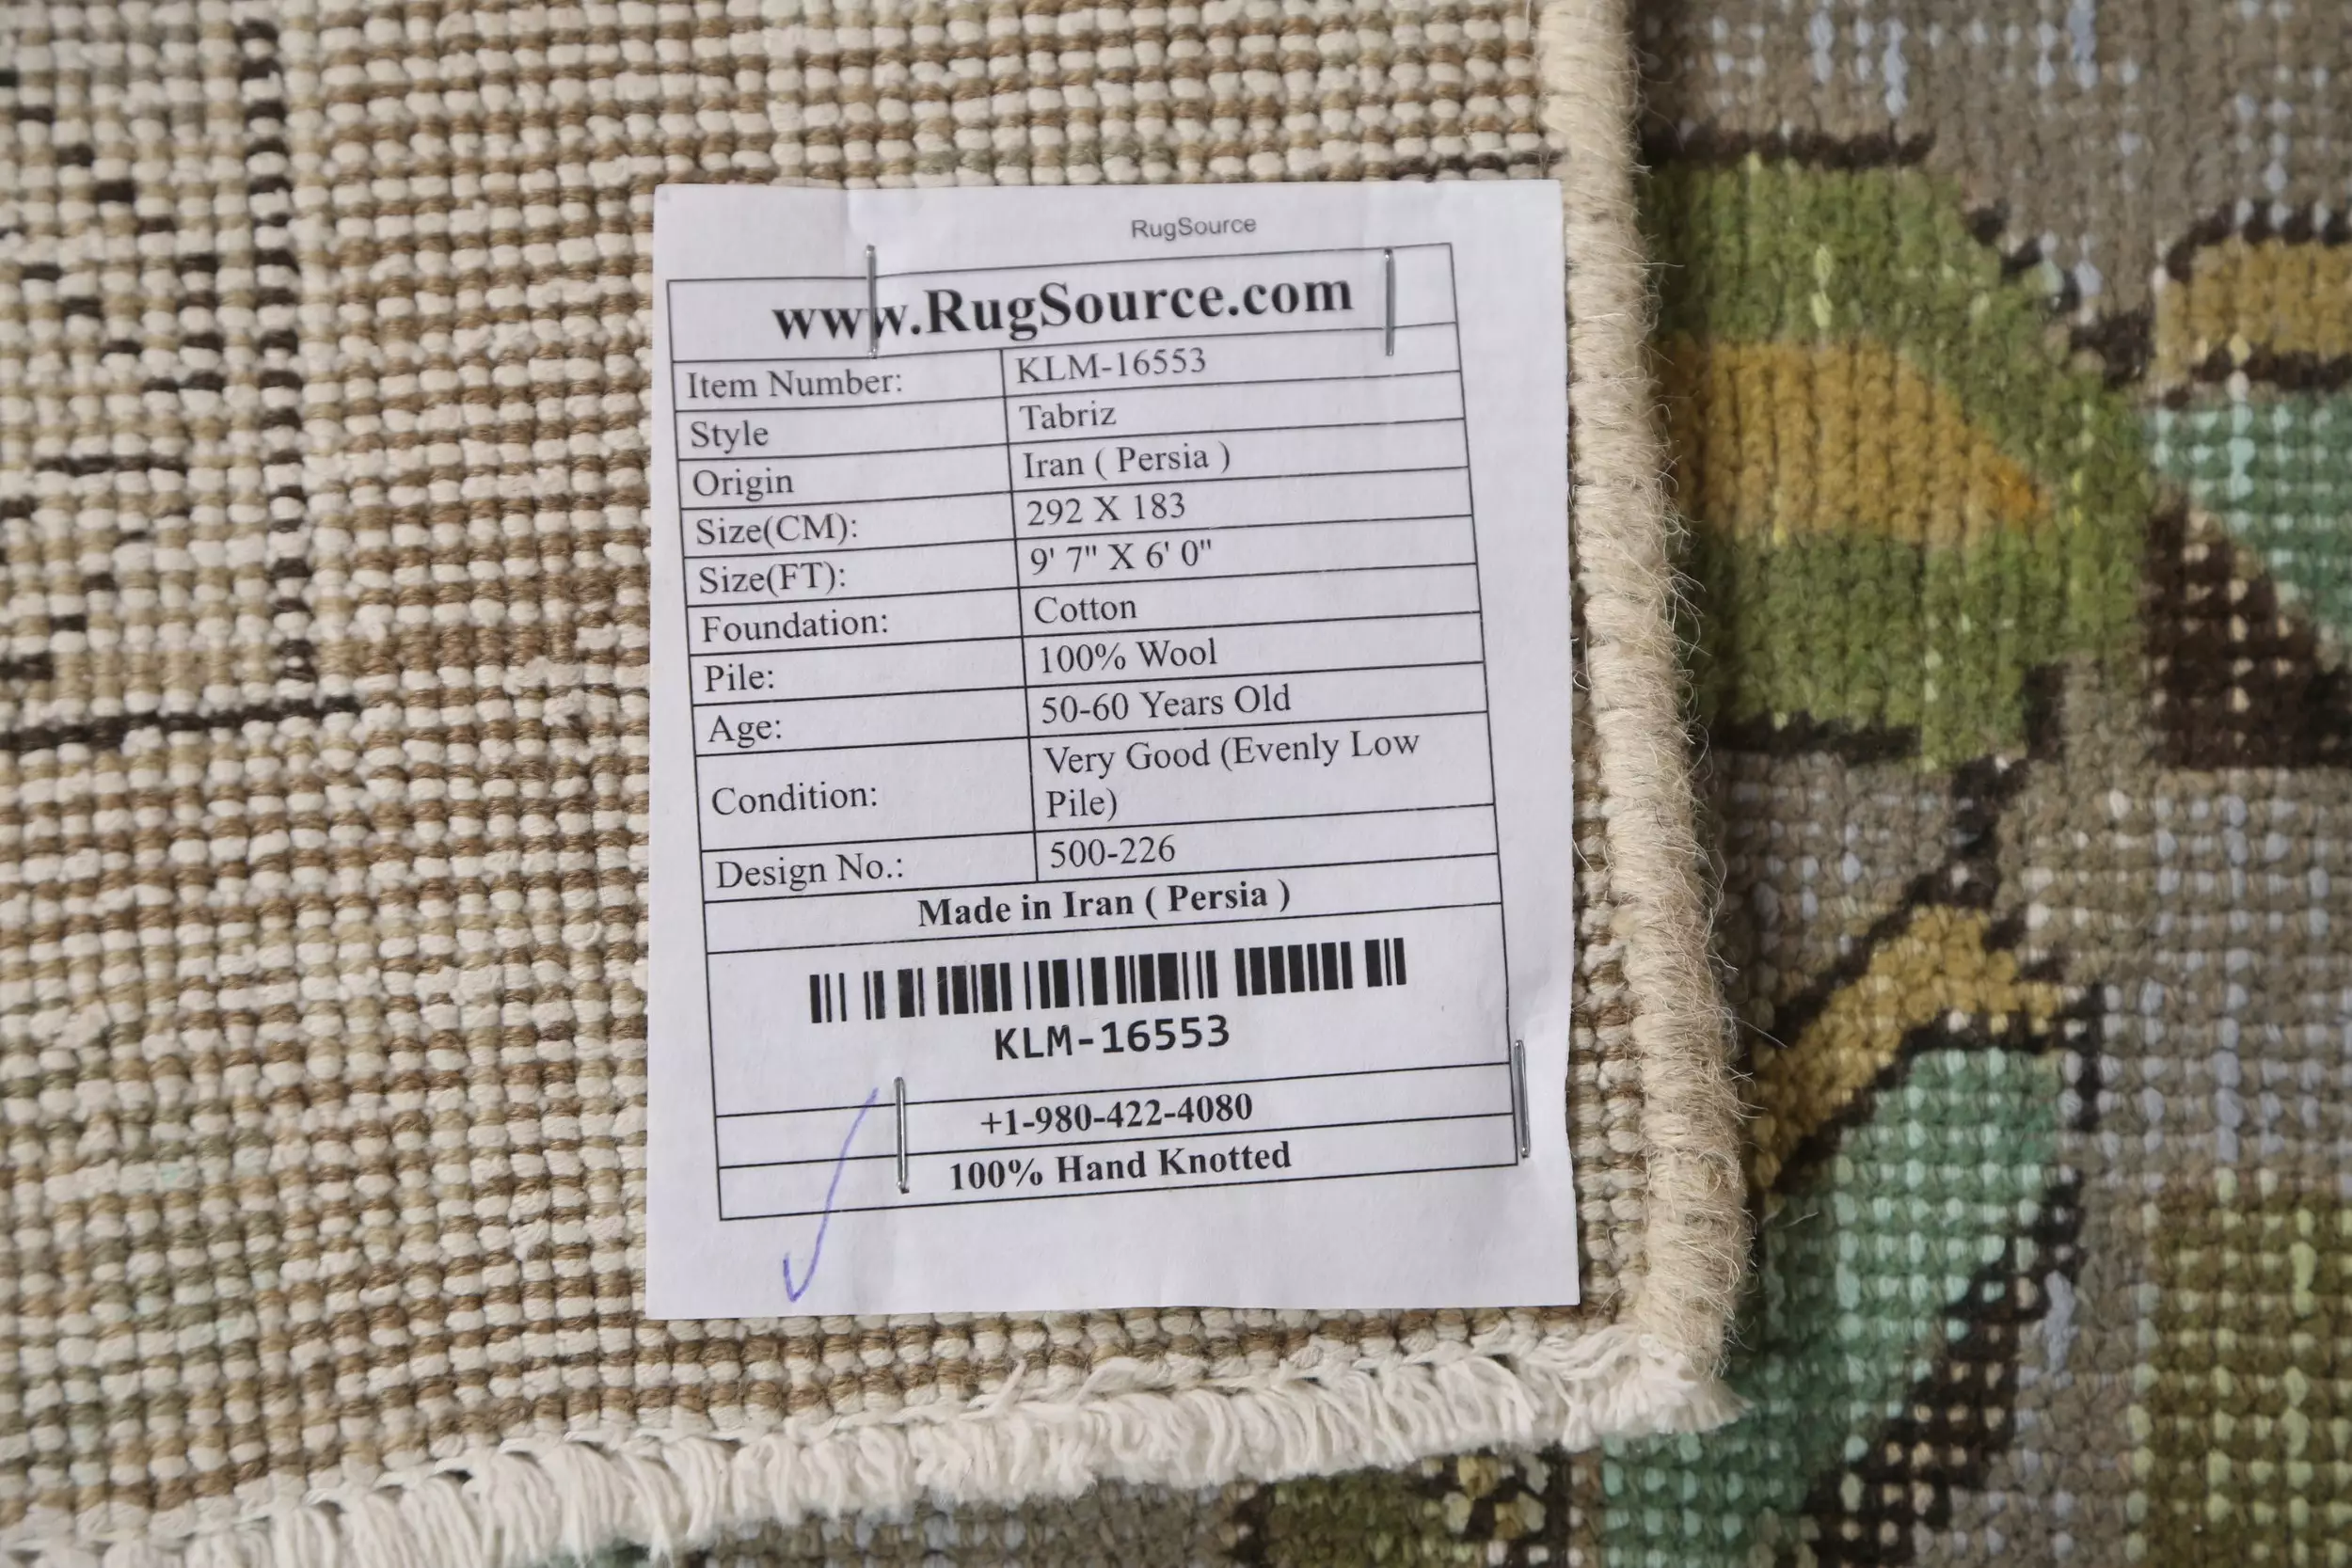 RugSource
www.RugSource.com
Item Number: KLM-16553
Style Tabriz
Origin Iran ( Persia )
Size(CM): 292 X 183
Size(FT): 9' 7" X 6' 0"
Foundation: Cotton
Pile: 100% Wool
Age: 50-60 Years Old
Condition: Very Good (Evenly Low
Pile)
Design No.: 500-226
Made in Iran ( Persia )
KLM-16553
+1-980-422-4080
100% Hand Knotted